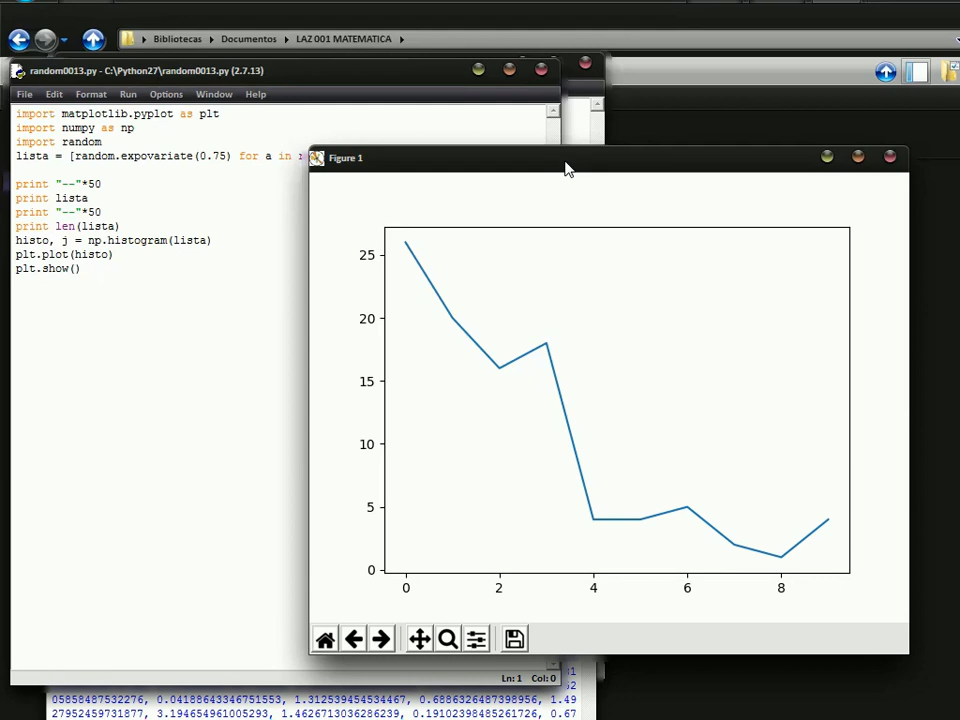 Bibliotecas Documentos LAZ 001 MATEMATICA
random0013.py - C:\Python27\random0013.py (2.7.13)
File Edit Format Run Options Window Help
import matplotlib.pyplot as plt
import numpy as np
import random
lista = [random.expovariate(0.75) for a in
print "--"*50
print lista
print "--"*50
print len(lista)
histo, j = np.histogram(lista)
plt.plot(histo)
plt.show()
Figure 1
25
20
15
10
5
0
0 2 4 6 8
Ln: 1 Col: 0
05858487532276, 0.04188643346751553, 1.312539454534467, 0.6886326487398956, 1.49
27952459731877, 3.194654961005293, 1.4626713036286239, 0.19102398485261726, 0.67